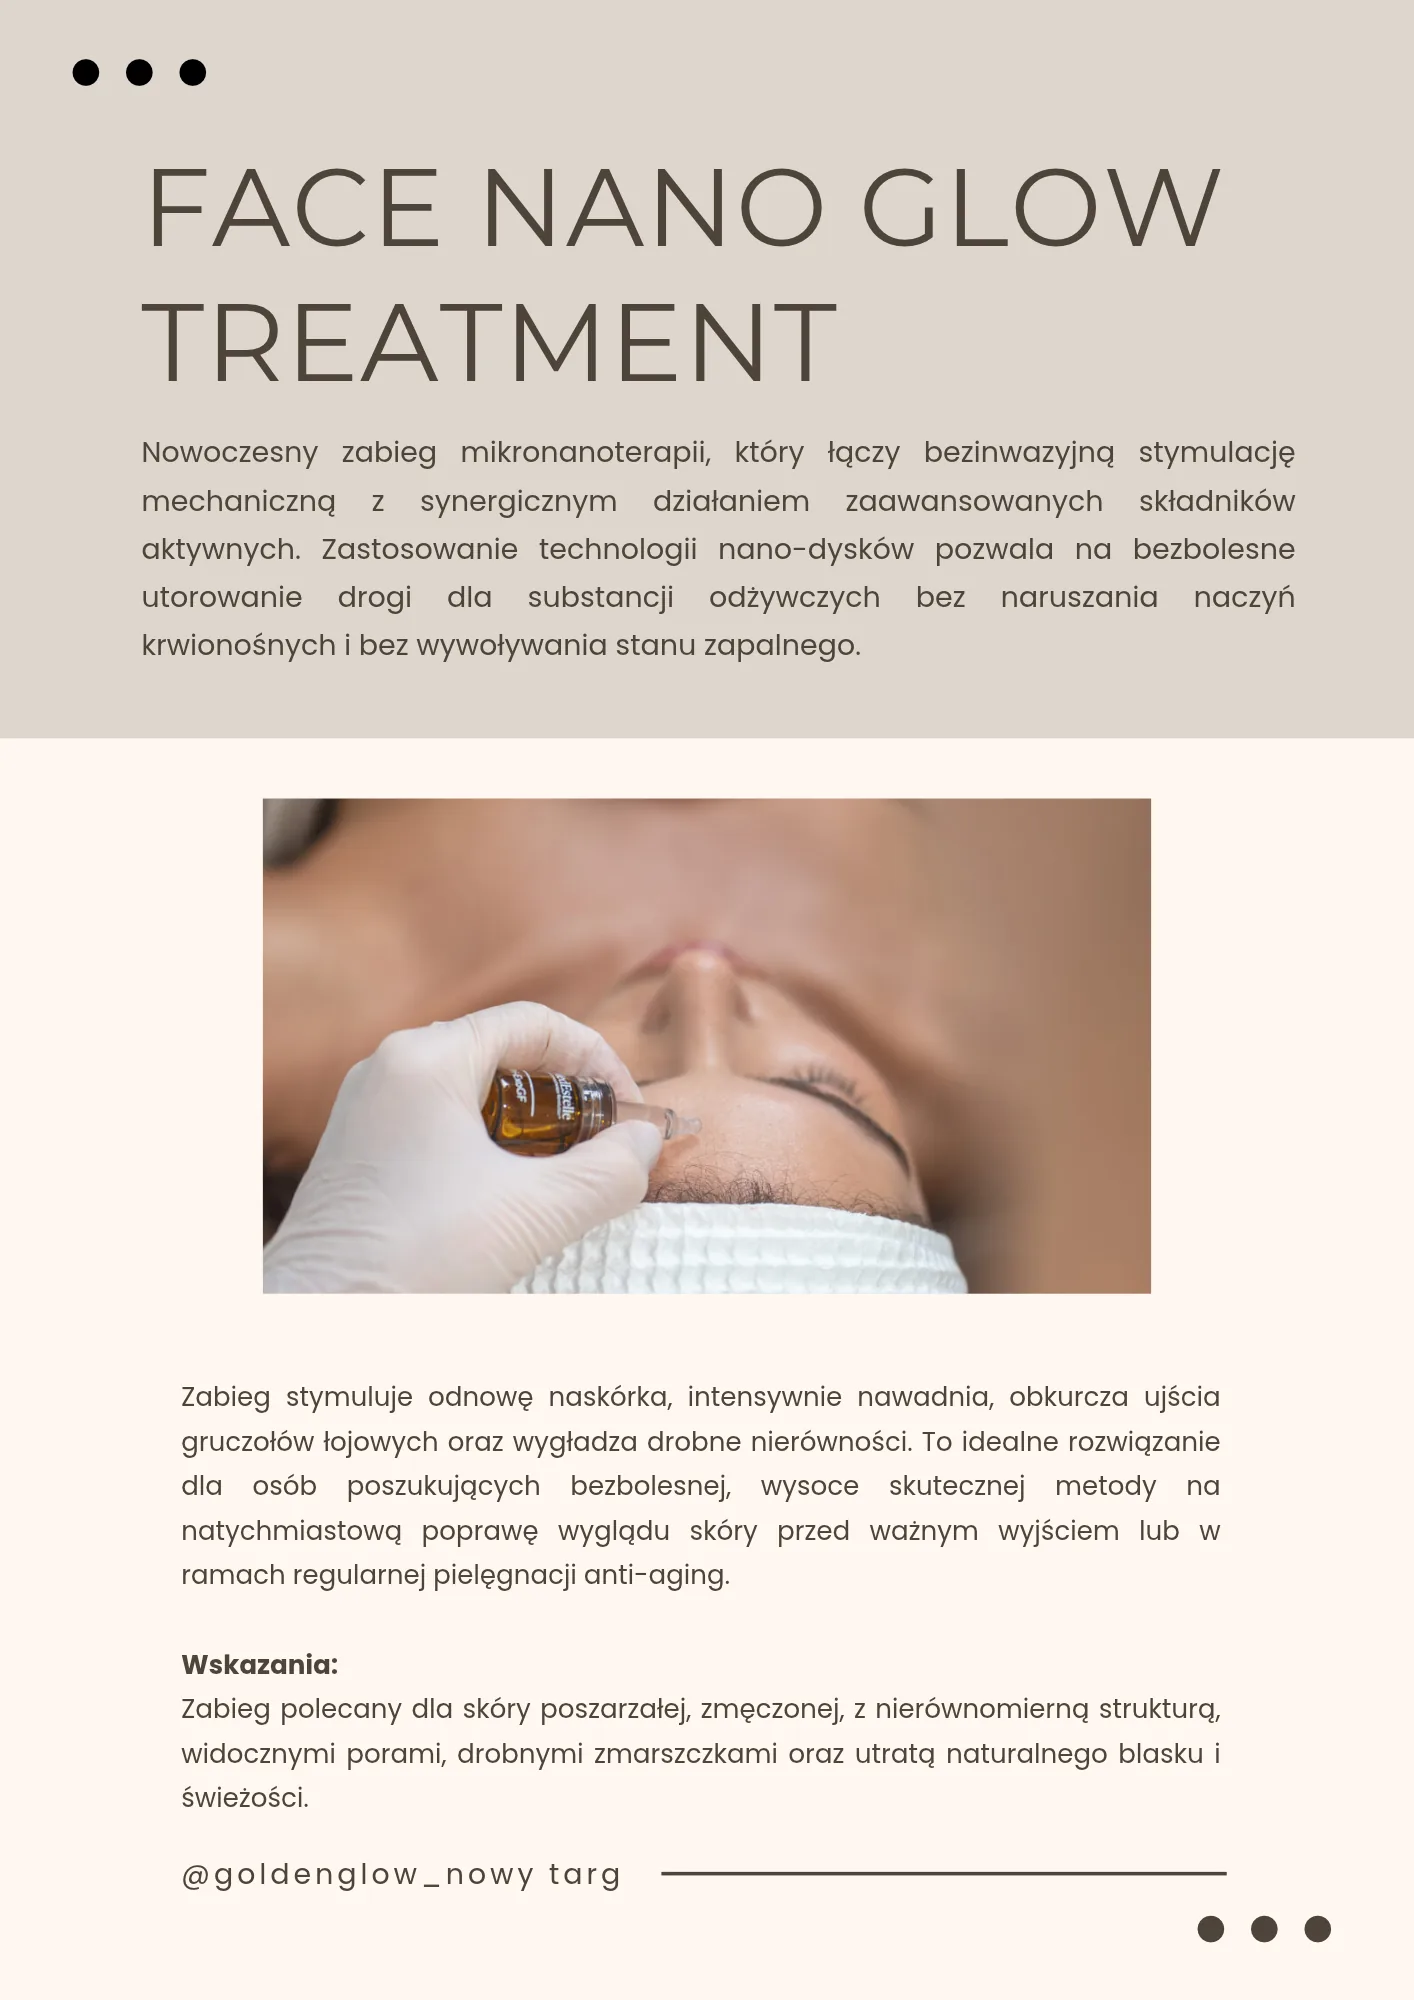 FACE NANO GLOW
TREATMENT
Nowoczesny zabieg mikronanoterapii, który łączy bezinwazyjną stymulację
mechaniczną z synergicznym działaniem zaawansowanych składników
aktywnych. Zastosowanie technologii nano-dysków pozwala na bezbolesne
utorowanie drogi dla substancji odżywczych bez naruszania naczyń
krwionośnych i bez wywoływania stanu zapalnego.
Zabieg stymuluje odnowę naskórka, intensywnie nawadnia, obkurcza ujścia
gruczołów łojowych oraz wygładza drobne nierówności. To idealne rozwiązanie
dla osób poszukujących bezbolesnej, wysoce skutecznej metody na
natychmiastową poprawę wyglądu skóry przed ważnym wyjściem lub w
ramach regularnej pielęgnacji anti-aging.
Wskazania:
Zabieg polecany dla skóry poszarzałej, zmęczonej, z nierównomierną strukturą,
widocznymi porami, drobnymi zmarszczkami oraz utratą naturalnego blasku i
świeżości.
@goldenglow_nowy targ